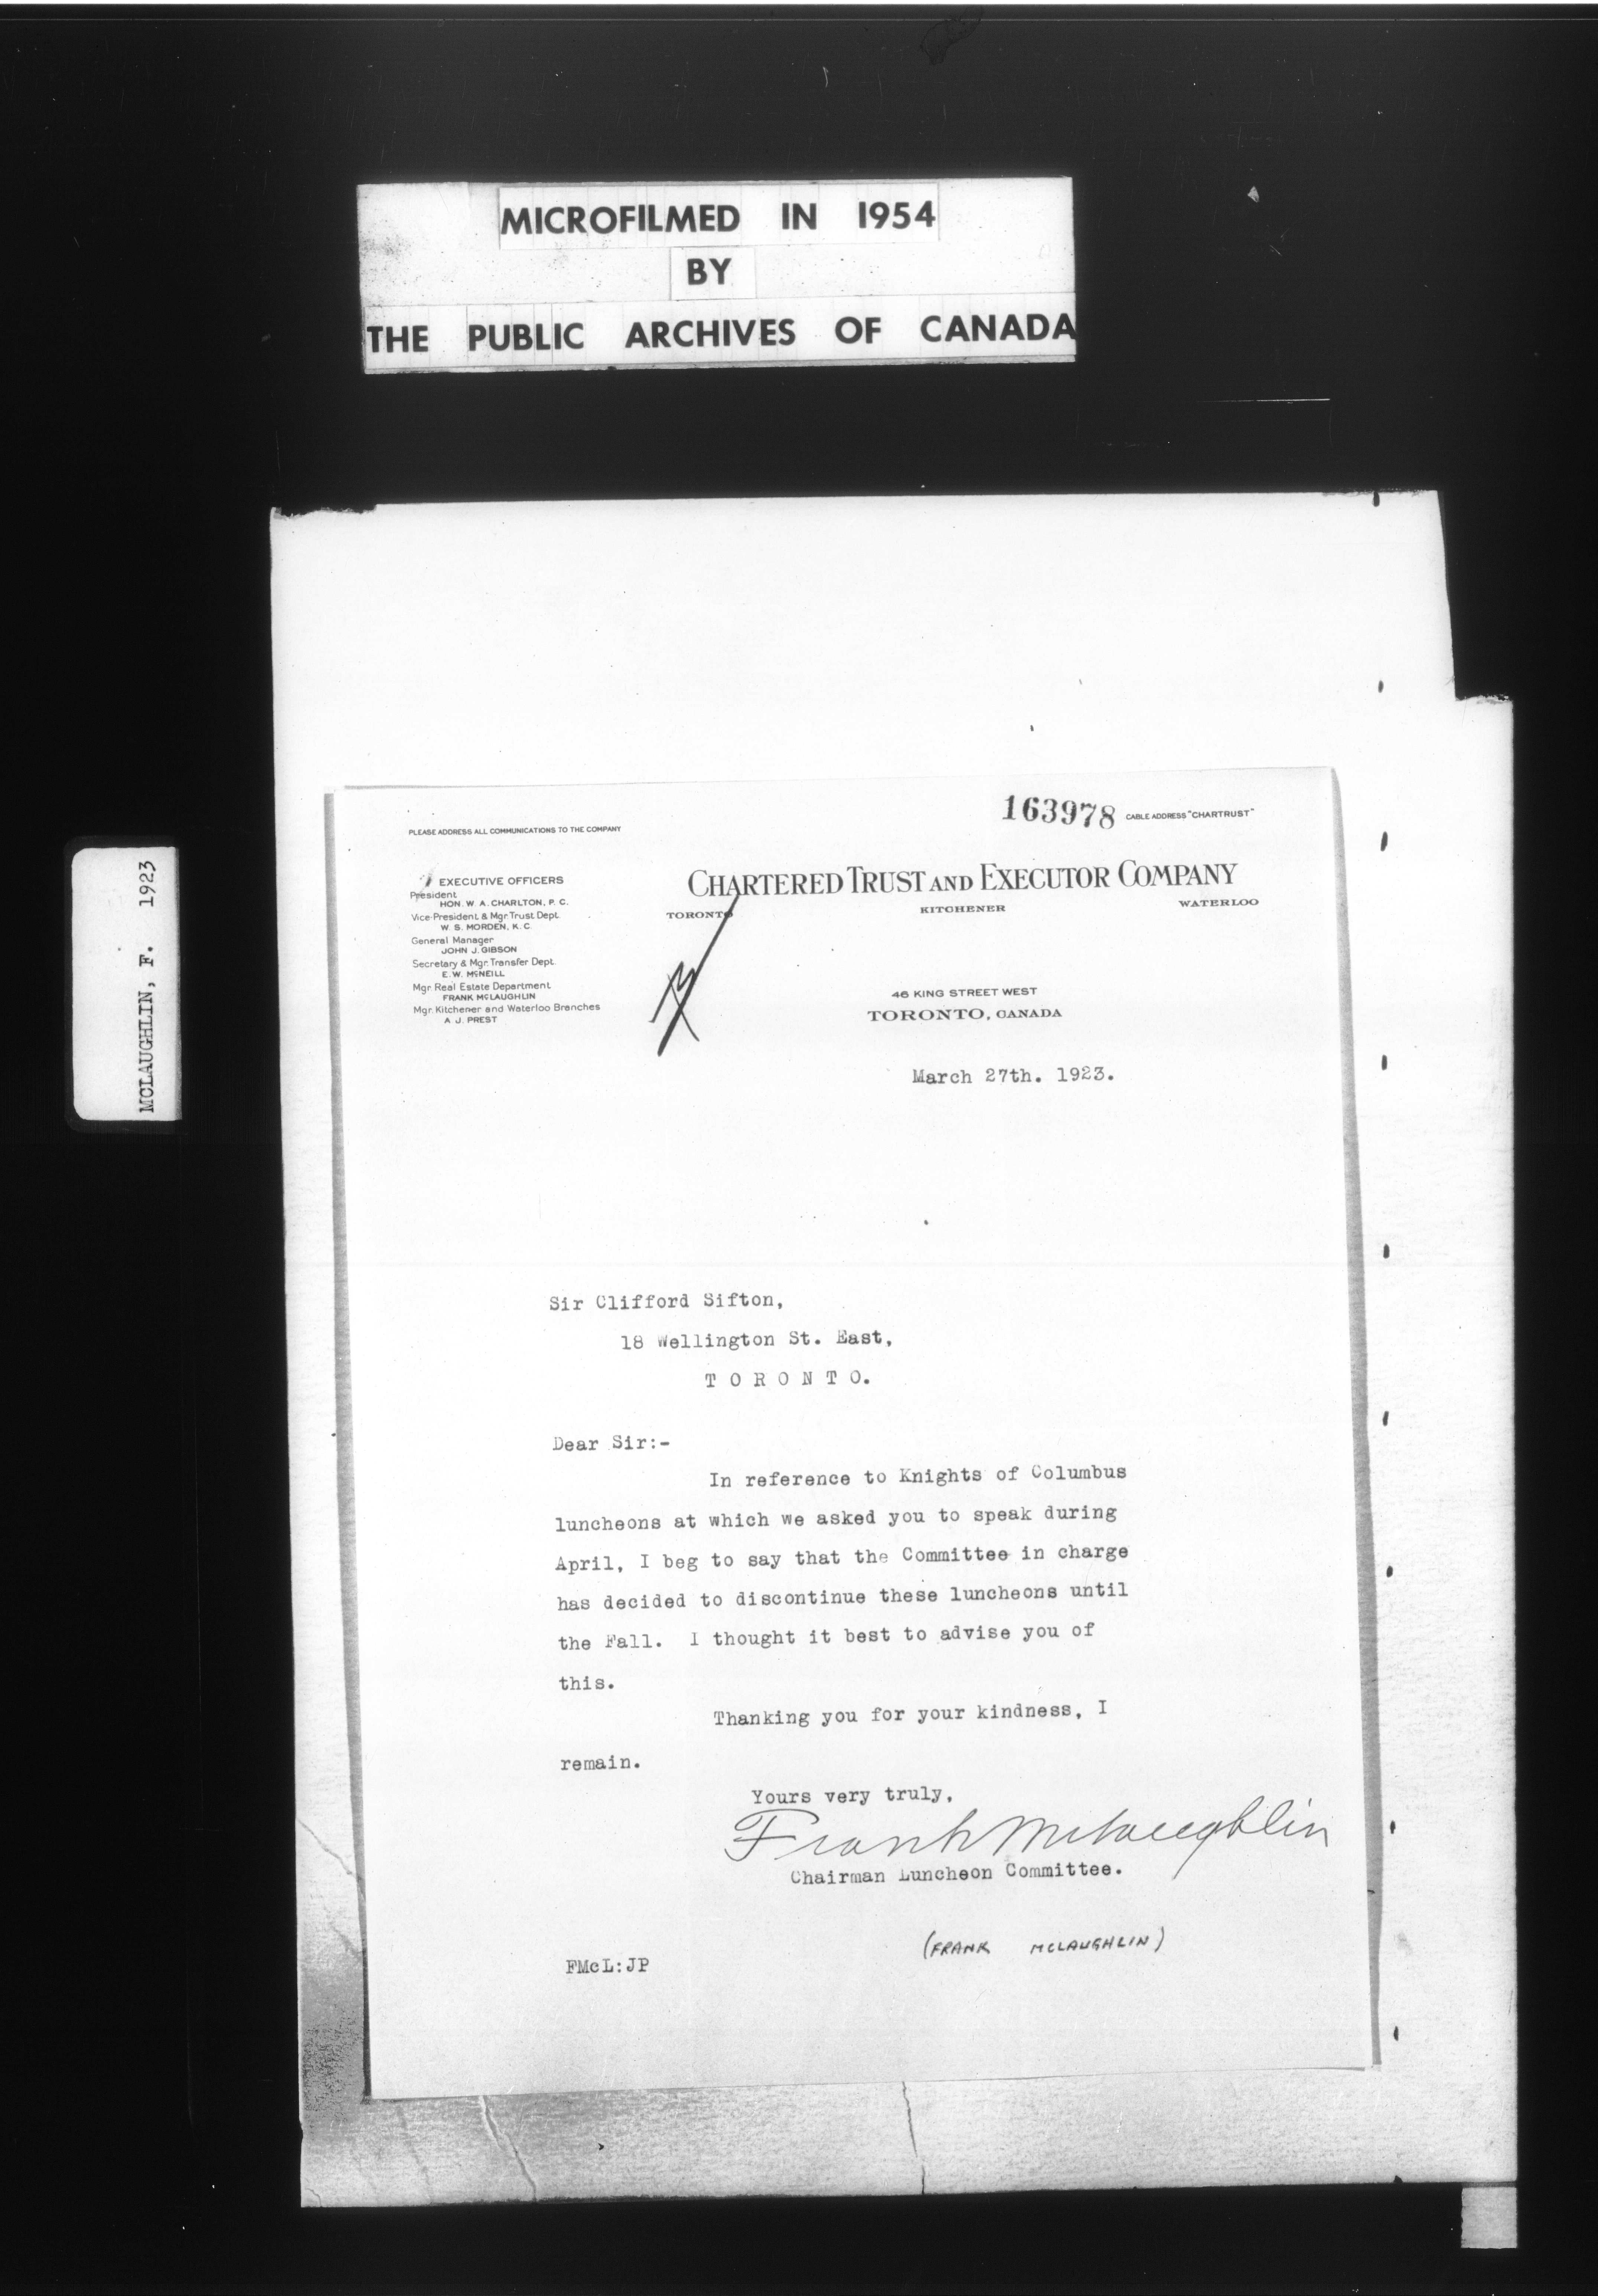 MICROFILMED IN 1954
BY
THE PUBLIC ARCHIVES OF CANADA
MCLAUGHLIN, F. 1923
163978 CABLE ADDRESS "CHARTRUST"
PLEASE ADDRESS ALL COMMUNICATIONS TO THE COMPANY
EXECUTIVE OFFICERS
President
HON. W. A. CHARLTON, P. C.
Vice-President & Mgr. Trust Dept.
W. S. MORDEN, K. C.
General Manager
JOHN J. GIBSON
Secretary & Mgr. Transfer Dept.
E. W. McNEILL
Mgr. Real Estate Department
FRANK McLAUGHLIN
Mgr. Kitchener and Waterloo Branches
A. J. PREST
CHARTERED TRUST AND EXECUTOR COMPANY
TORONTO KITCHENER WATERLOO
46 KING STREET WEST
TORONTO, CANADA
March 27th. 1923.
Sir Clifford Sifton,
18 Wellington St. East,
T O R O N T O.
Dear Sir:-
In reference to Knights of Columbus
luncheons at which we asked you to speak during
April, I beg to say that the Committee in charge
has decided to discontinue these luncheons until
the Fall. I thought it best to advise you of
this.
Thanking you for your kindness, I
remain.
Yours very truly,
Frank McLaughlin
Chairman Luncheon Committee.
(FRANK MCLAUGHLIN)
FMcL:JP